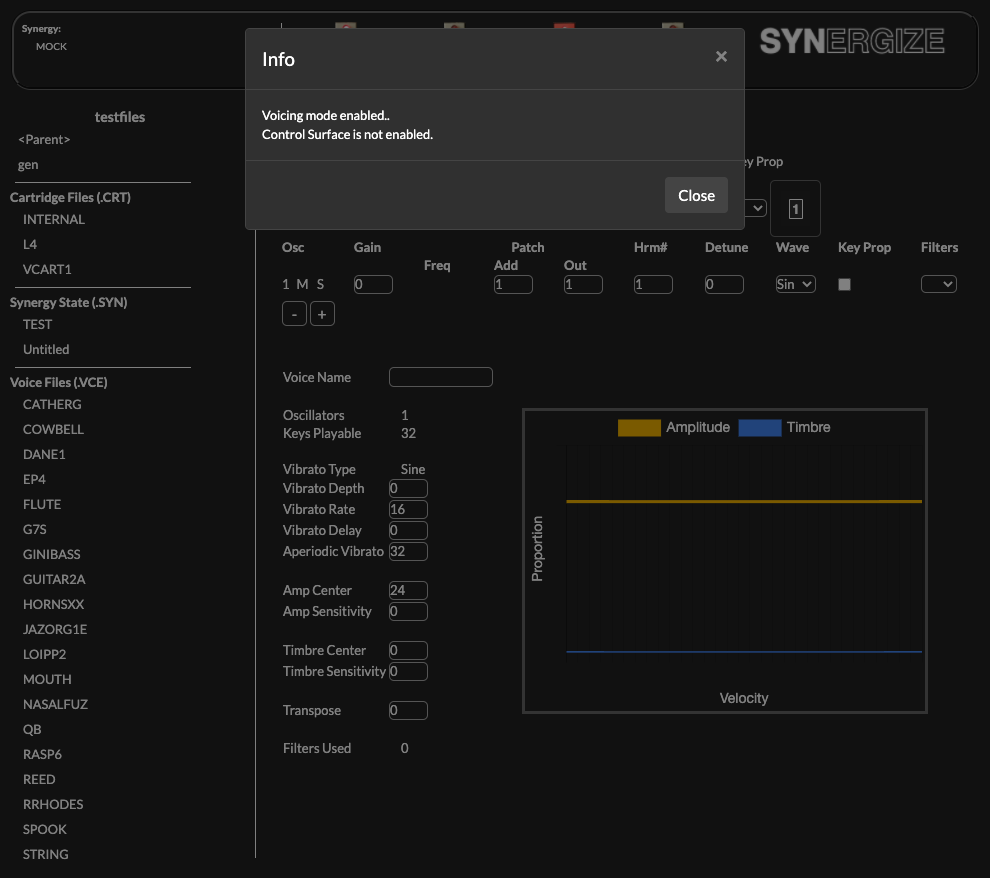 Synergy:
MOCK
SYNERGIZE
Info ×
Voicing mode enabled..
Control Surface is not enabled.
Close
testfiles
<Parent>
gen
Cartridge Files (.CRT)
INTERNAL
L4
VCART1
Synergy State (.SYN)
TEST
Untitled
Voice Files (.VCE)
CATHERG
COWBELL
DANE1
EP4
FLUTE
G7S
GINIBASS
GUITAR2A
HORNSXX
JAZORG1E
LOIPP2
MOUTH
NASALFUZ
QB
RASP6
REED
RRHODES
SPOOK
STRING
Prop
1
Osc Gain Patch Hrm# Detune Wave Key Prop Filters
Freq Add Out
1 M S 0 1 1 1 0 Sin
- +
Voice Name
Oscillators 1
Keys Playable 32
Vibrato Type Sine
Vibrato Depth 0
Vibrato Rate 16
Vibrato Delay 0
Aperiodic Vibrato 32
Amp Center 24
Amp Sensitivity 0
Timbre Center 0
Timbre Sensitivity 0
Transpose 0
Filters Used 0
Amplitude Timbre
Proportion
Velocity